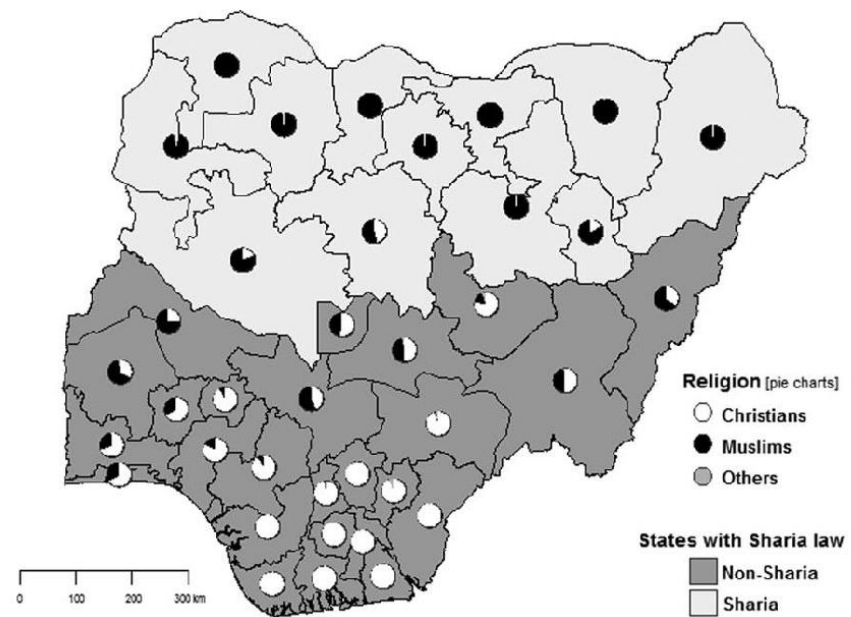 Religion [pie charts]
Christians
Muslims
Others
States with Sharia law
Non-Sharia
Sharia
0 100 200 300 km